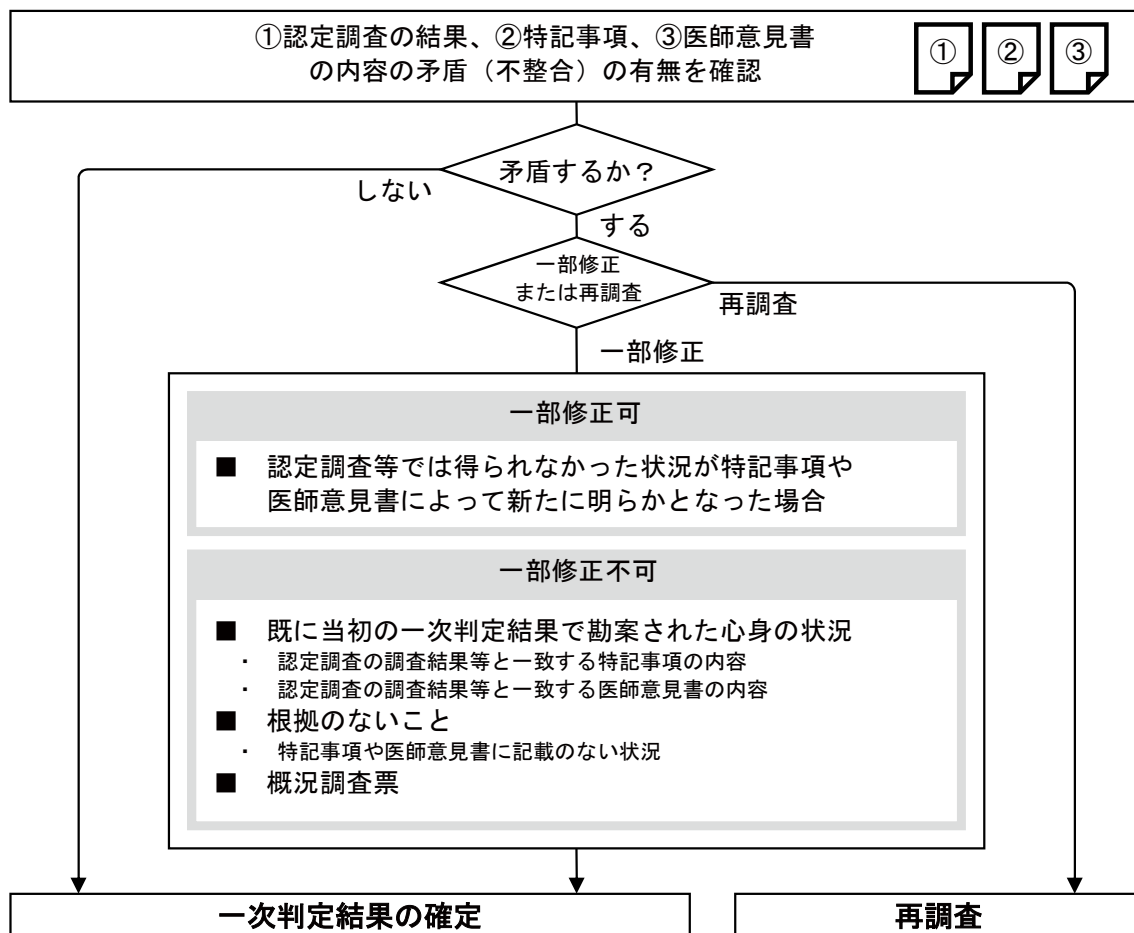 ①認定調査の結果、②特記事項、③医師意見書
の内容の矛盾（不整合）の有無を確認
① ② ③
矛盾するか？
しない
する
一部修正
または再調査
再調査
一部修正
一部修正可
■ 認定調査等では得られなかった状況が特記事項や
医師意見書によって新たに明らかとなった場合
一部修正不可
■ 既に当初の一次判定結果で勘案された心身の状況
・ 認定調査の調査結果等と一致する特記事項の内容
・ 認定調査の調査結果等と一致する医師意見書の内容
■ 根拠のないこと
・ 特記事項や医師意見書に記載のない状況
■ 概況調査票
一次判定結果の確定
再調査